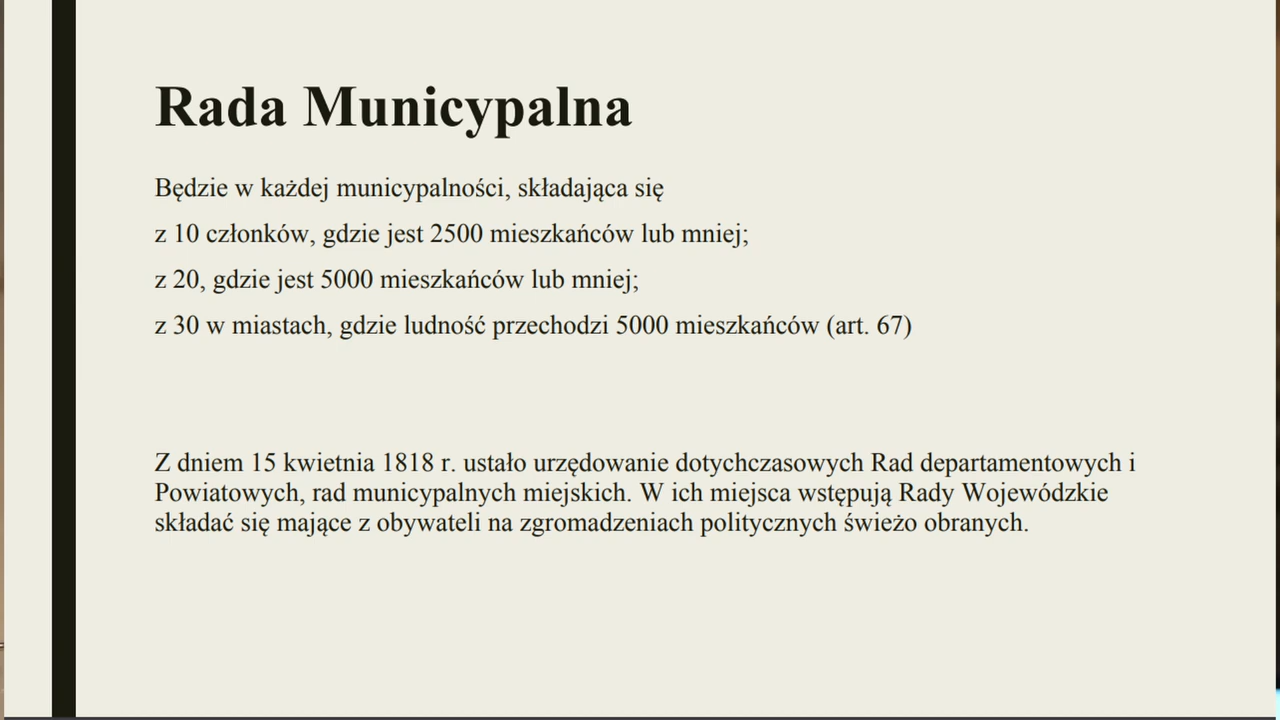 Rada Municypalna
Będzie w każdej municypalności, składająca się
z 10 członków, gdzie jest 2500 mieszkańców lub mniej;
z 20, gdzie jest 5000 mieszkańców lub mniej;
z 30 w miastach, gdzie ludność przechodzi 5000 mieszkańców (art. 67)
Z dniem 15 kwietnia 1818 r. ustało urzędowanie dotychczasowych Rad departamentowych i
Powiatowych, rad municypalnych miejskich. W ich miejsca wstępują Rady Wojewódzkie
składać się mające z obywateli na zgromadzeniach politycznych świeżo obranych.